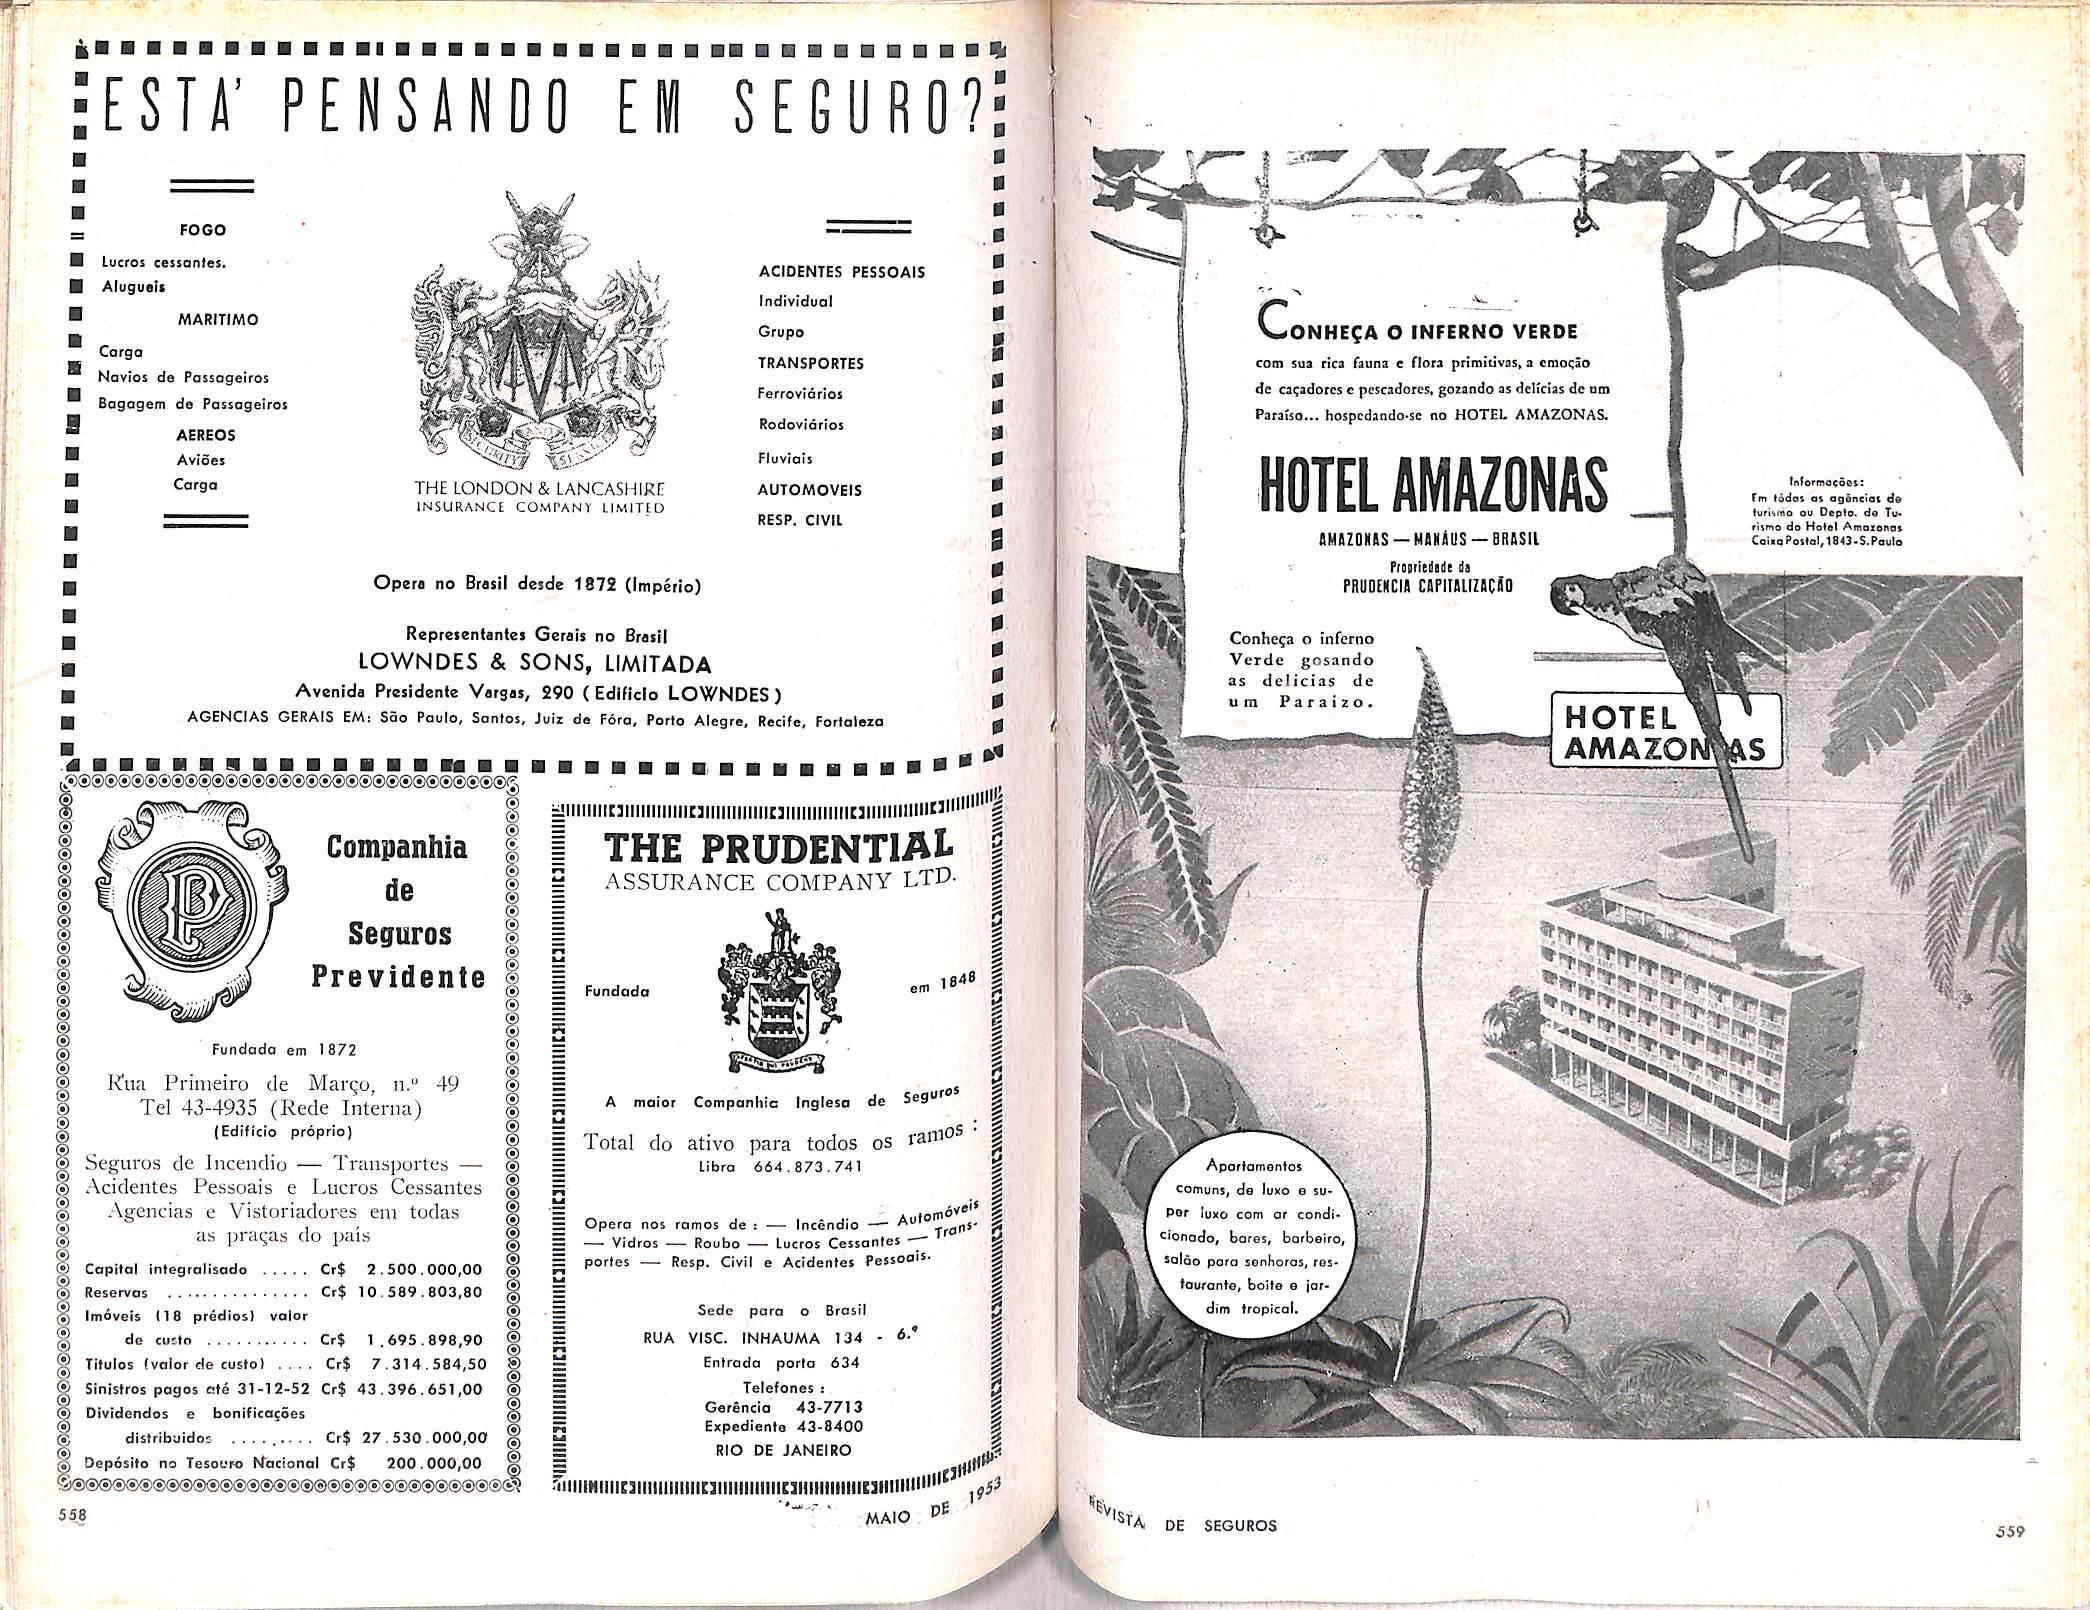 ESTA' PENSANDO EM SEGURO?
FOGO
Lucros cessantes.
Alugueis
MARITIMO
Carga
Navios de Passageiros
Bagagem de Passageiros
AEREOS
Aviões
Carga
SECURITY AND SERVICE
THE LONDON & LANCASHIRE
INSURANCE COMPANY LIMITED
ACIDENTES PESSOAIS
Individual
Grupo
TRANSPORTES
Ferroviários
Rodoviários
Fluviais
AUTOMOVEIS
RESP. CIVIL
Opera no Brasil desde 1872 (Império)
Representantes Gerais no Brasil
LOWNDES & SONS, LIMITADA
Avenida Presidente Vargas, 290 (Edificio LOWNDES)
AGENCIAS GERAIS EM: São Paulo, Santos, Juiz de Fóra, Porto Alegre, Recife, Fortaleza
P
Companhia
de
Seguros
Previdente
Fundada em 1872
Rua Primeiro de Março, n.º 49
Tel 43-4935 (Rede Interna)
(Edifício próprio)
Seguros de Incendio — Transportes —
Acidentes Pessoais e Lucros Cessantes
Agencias e Vistoriadores em todas
as praças do país
Capital integralisado ..... Cr$ 2.500.000,00
Reservas ............... Cr$ 10.589.803,80
Imóveis (18 prédios) valor
de custo ........... Cr$ 1.695.898,90
Titulos (valor de custo) .... Cr$ 7.314.584,50
Sinistros pagos até 31-12-52 Cr$ 43.396.651,00
Dividendos e bonificações
distribuidos ......... Cr$ 27.530.000,00
Depósito no Tesouro Nacional Cr$ 200.000,00
THE PRUDENTIAL
ASSURANCE COMPANY LTD.
Fundada em 1848
A maior Companhia Inglesa de Seguros
Total do ativo para todos os ramos :
Libra 664.873.741
Opera nos ramos de : — Incêndio — Automóveis
— Vidros — Roubo — Lucros Cessantes — Trans-
portes — Resp. Civil e Acidentes Pessoais.
Sede para o Brasil
RUA VISC. INHAUMA 134 - 6.º
Entrada porta 634
Telefones :
Gerência 43-7713
Expediente 43-8400
RIO DE JANEIRO
558
MAIO DE 1953
CONHEÇA O INFERNO VERDE
com sua rica fauna e flora primitivas, a emoção
de caçadores e pescadores, gozando as delícias de um
Paraíso... hospedando-se no HOTEL AMAZONAS.
HOTEL AMAZONAS
AMAZONAS — MANÁUS — BRASIL
Propriedade da
PRUDENCIA CAPITALIZAÇÃO
Informações:
Em tôdas as agências de
turismo ou Depto. de Tu-
rismo do Hotel Amazonas
Caixa Postal, 1843-S. Paulo
Conheça o inferno
Verde gosando
as delicias de
um Paraizo.
HOTEL
AMAZONAS
Apartamentos
comuns, de luxo e su-
per luxo com ar condi-
cionado, bares, barbeiro,
salão para senhoras, res-
taurante, boite e jar-
dim tropical.
REVISTA DE SEGUROS
559